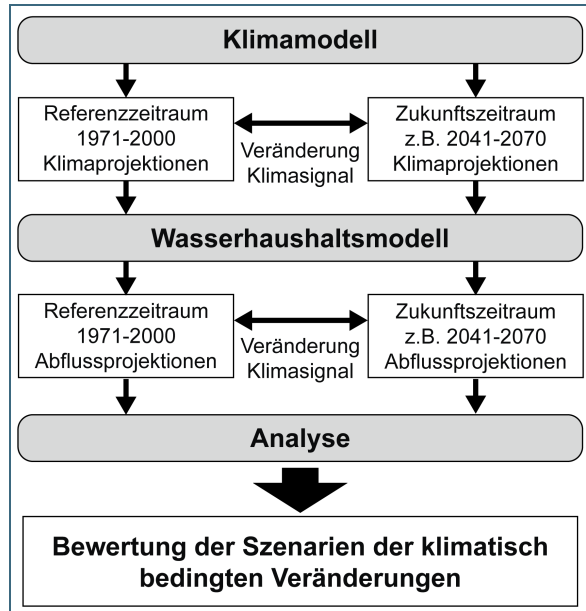 Klimamodell
Referenzzeitraum
1971-2000
Klimaprojektionen
Veränderung
Klimasignal
Zukunftszeitraum
z.B. 2041-2070
Klimaprojektionen
Wasserhaushaltsmodell
Referenzzeitraum
1971-2000
Abflussprojektionen
Veränderung
Klimasignal
Zukunftszeitraum
z.B. 2041-2070
Abflussprojektionen
Analyse
Bewertung der Szenarien der klimatisch
bedingten Veränderungen